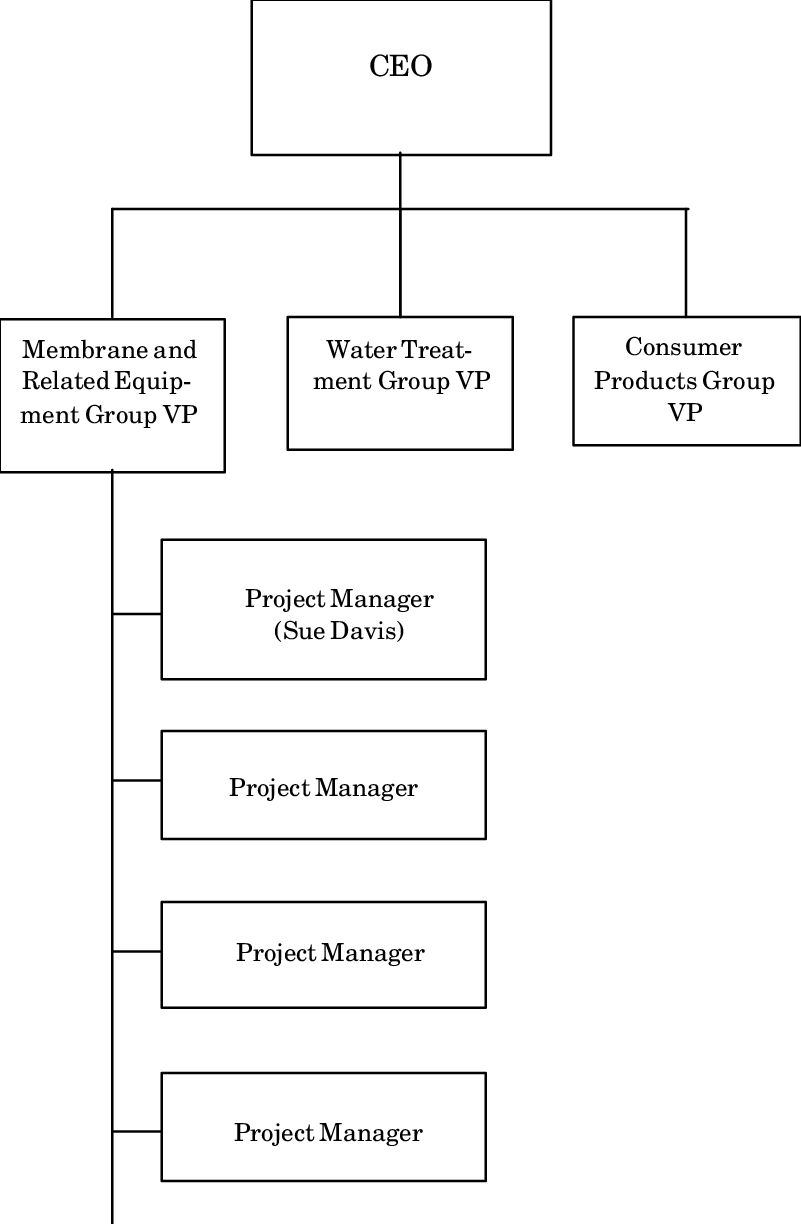 CEO
Membrane and
Related Equip-
ment Group VP
Water Treat-
ment Group VP
Consumer
Products Group
VP
Project Manager
(Sue Davis)
Project Manager
Project Manager
Project Manager